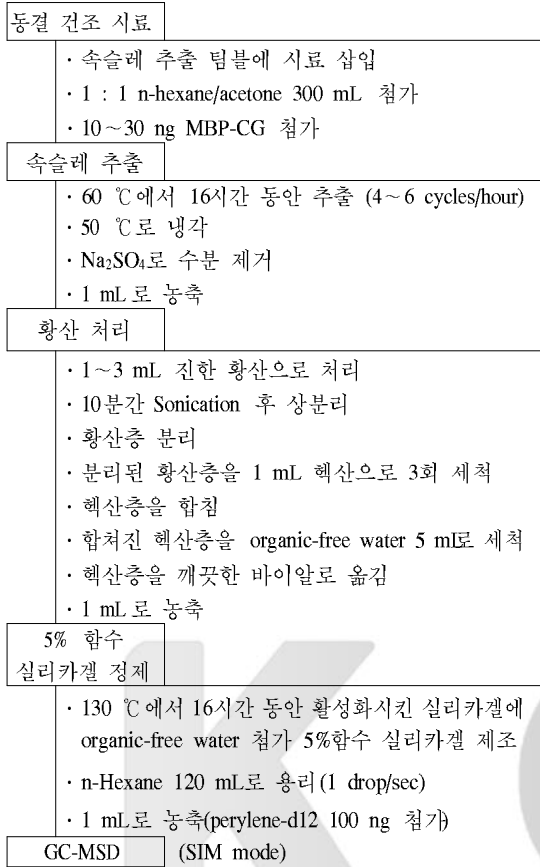 동결 건조 시료
· 속슬레 추출 팀블에 시료 삽입
· 1 : 1 n-hexane/acetone 300 mL 첨가
· 10~30 ng MBP-CG 첨가
속슬레 추출
· 60 ℃에서 16시간 동안 추출 (4~6 cycles/hour)
· 50 ℃로 냉각
· Na₂SO₄로 수분 제거
· 1 mL로 농축
황산 처리
· 1~3 mL 진한 황산으로 처리
· 10분간 Sonication 후 상분리
· 황산층 분리
· 분리된 황산층을 1 mL 헥산으로 3회 세척
· 헥산층을 합침
· 합쳐진 헥산층을 organic-free water 5 mL로 세척
· 헥산층을 깨끗한 바이알로 옮김
· 1 mL로 농축
5% 함수
실리카겔 정제
· 130 ℃에서 16시간 동안 활성화시킨 실리카겔에
organic-free water 첨가 5%함수 실리카겔 제조
· n-Hexane 120 mL로 용리(1 drop/sec)
· 1 mL로 농축(perylene-d12 100 ng 첨가)
GC-MSD (SIM mode)